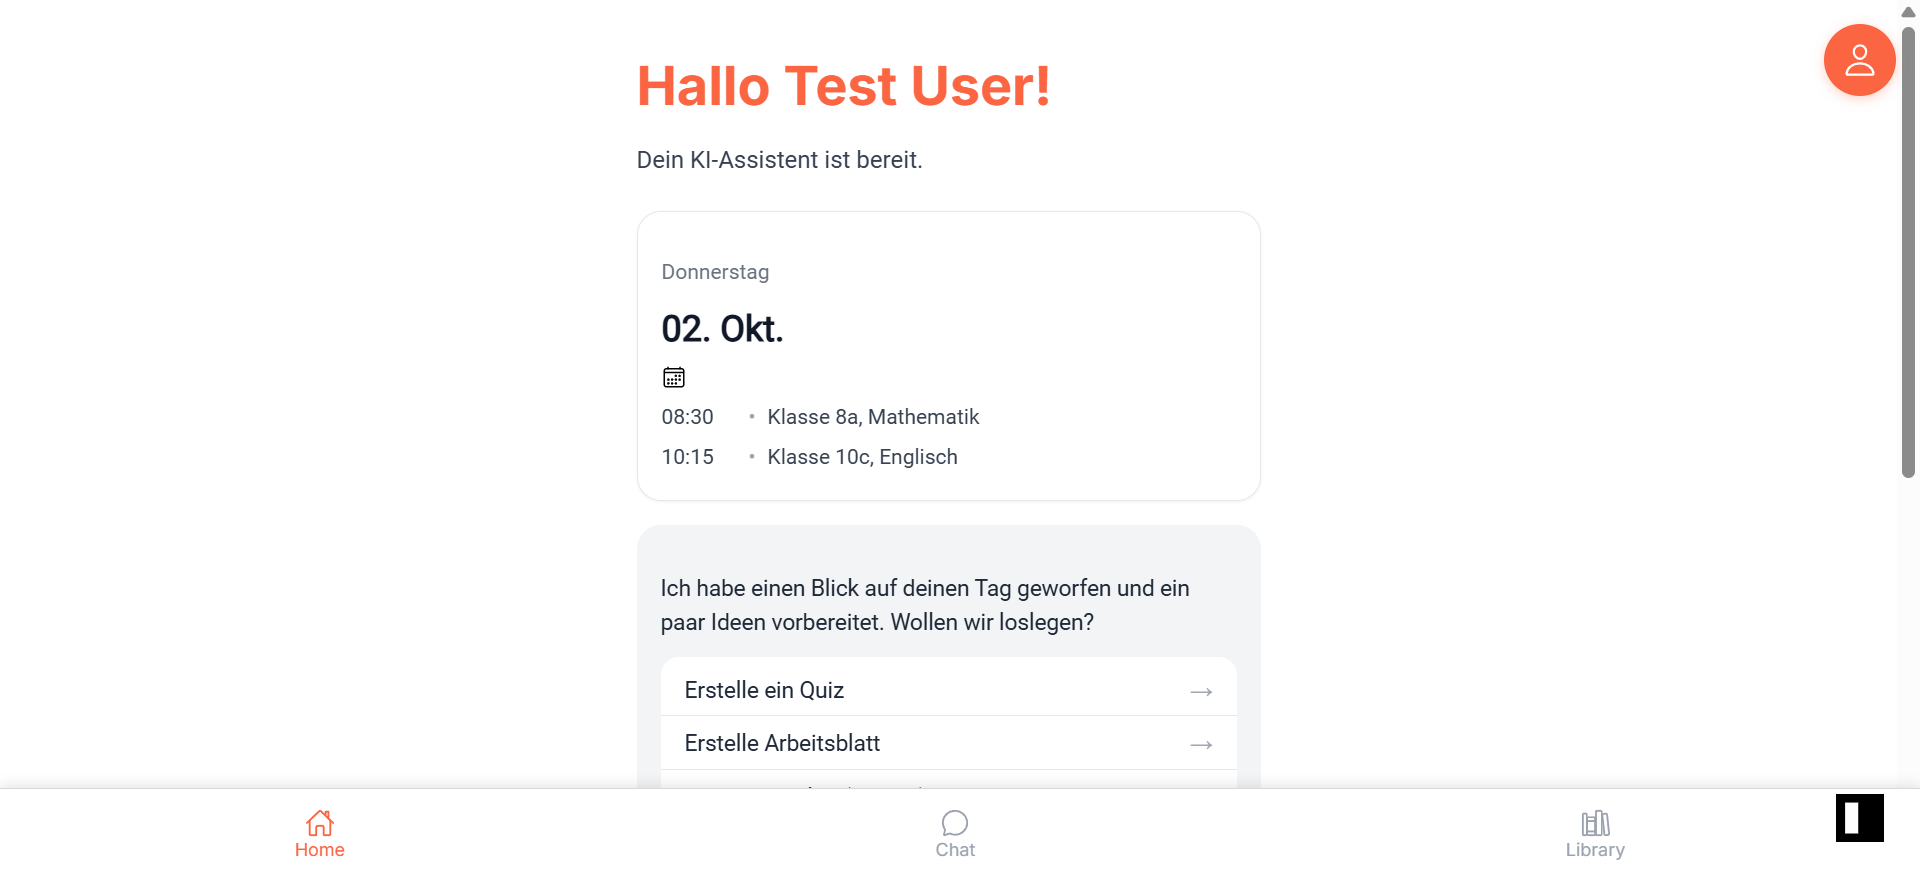 Hallo Test User!
Dein KI-Assistent ist bereit.
Donnerstag
02. Okt.
08:30 • Klasse 8a, Mathematik
10:15 • Klasse 10c, Englisch
Ich habe einen Blick auf deinen Tag geworfen und ein
paar Ideen vorbereitet. Wollen wir loslegen?
Erstelle ein Quiz →
Erstelle Arbeitsblatt →
Home
Chat
Library